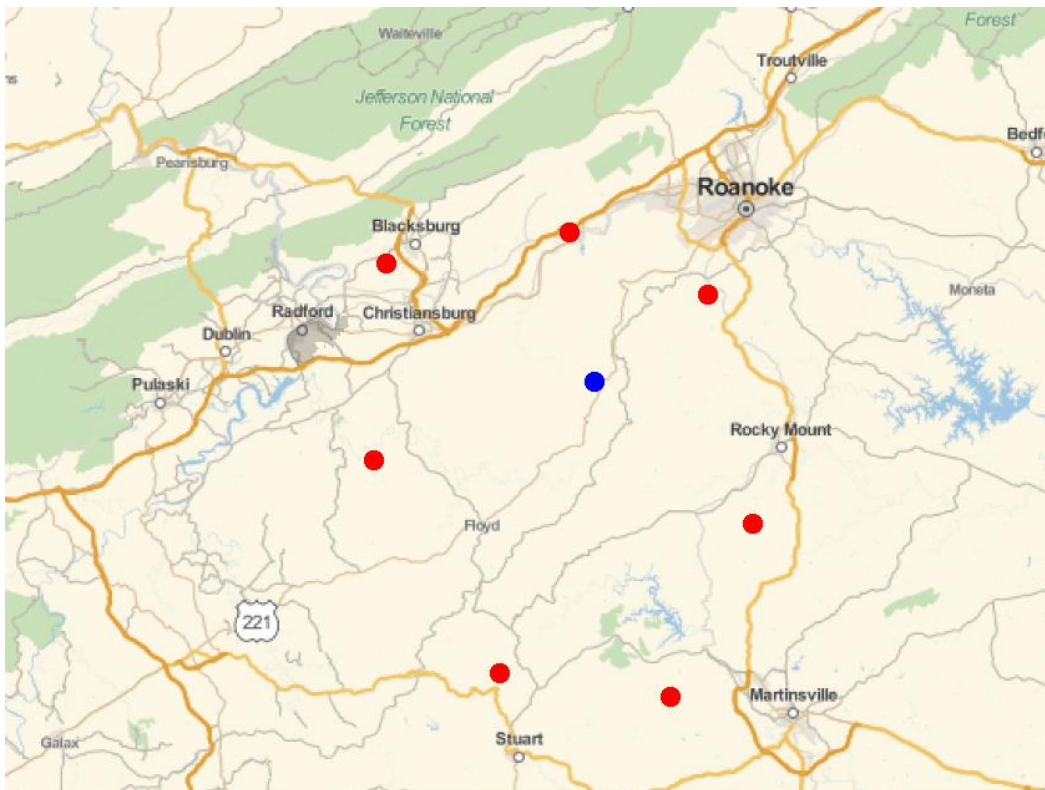 Forest
Waiteville
Troutville
Jefferson National
Forest
Pearisburg
Roanoke
Blacksburg
Moneta
Radford
Christiansburg
Dublin
Pulaski
Rocky Mount
Floyd
221
Martinsville
Stuart
Galax